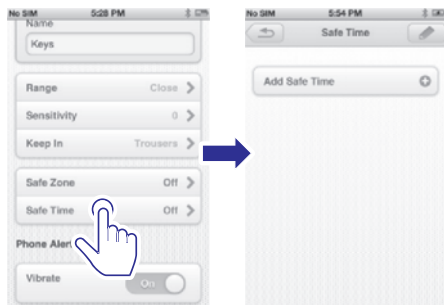 No SIM 5:28 PM
Name
Keys
Range Close
Sensitivity 0
Keep In Trousers
Safe Zone Off
Safe Time Off
Phone Alert
Vibrate On
No SIM 5:54 PM
Safe Time
Add Safe Time